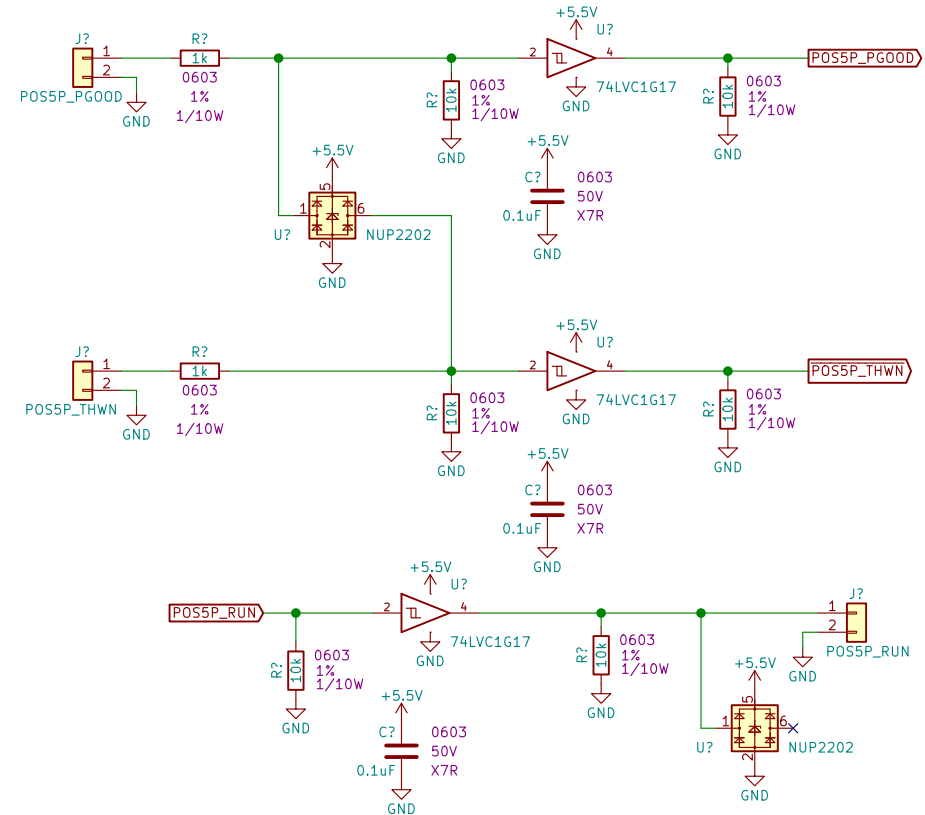 +5.5V
J?
R?
U?
1
1k
2
4
POS5P_PGOOD
2
0603
0603
0603
POS5P_PGOOD
1%
R?
10k
1%
GND
74LVC1G17
R?
10k
1%
GND
1/10W
1/10W
1/10W
GND
GND
+5.5V
+5.5V
C?
0603
5
50V
1
6
0.1uF
X7R
U?
2
NUP2202
GND
GND
+5.5V
J?
R?
U?
1
1k
2
4
POS5P_THWN
2
0603
0603
0603
POS5P_THWN
1%
R?
10k
1%
GND
74LVC1G17
R?
10k
1%
GND
1/10W
1/10W
1/10W
GND
GND
+5.5V
C?
0603
50V
0.1uF
X7R
GND
+5.5V
U?
J?
POS5P_RUN
2
4
1
2
74LVC1G17
0603
POS5P_RUN
R?
10k
0603
1%
1/10W
GND
R?
10k
1%
1/10W
GND
+5.5V
GND
+5.5V
GND
5
C?
0603
1
6
50V
U?
2
NUP2202
0.1uF
X7R
GND
GND